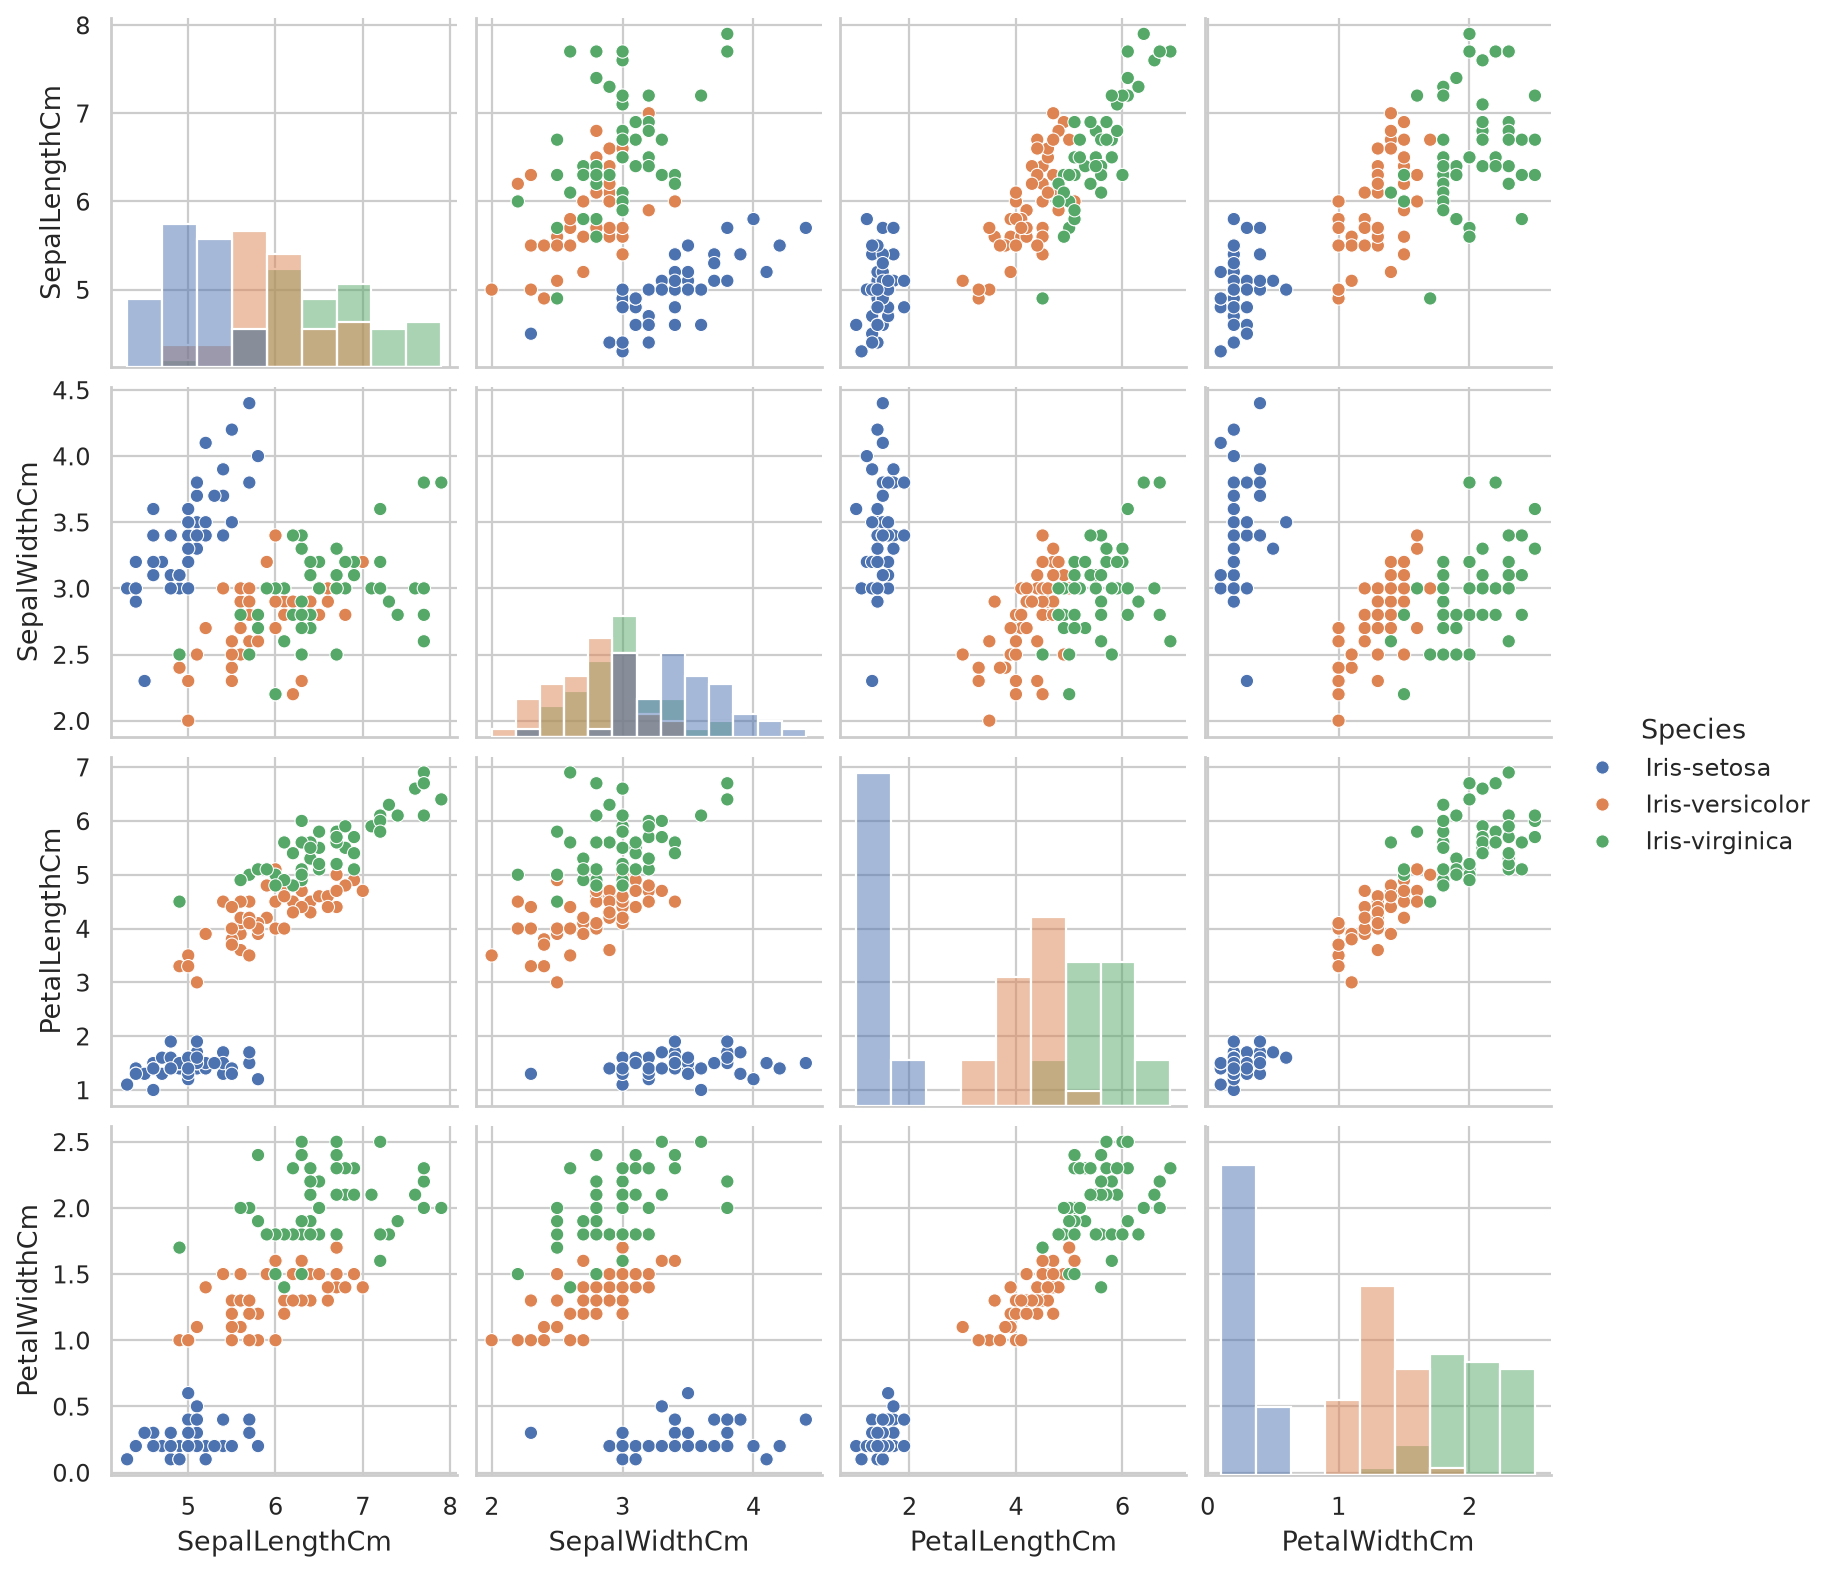 8
7
6
5
SepalLengthCm
4.5
4.0
3.5
3.0
2.5
2.0
SepalWidthCm
Species
Iris-setosa
Iris-versicolor
Iris-virginica
7
6
5
4
3
2
1
PetalLengthCm
2.5
2.0
1.5
1.0
0.5
0.0
PetalWidthCm
5 6 7 8
2 3 4
2 4 6
0 1 2
SepalLengthCm
SepalWidthCm
PetalLengthCm
PetalWidthCm